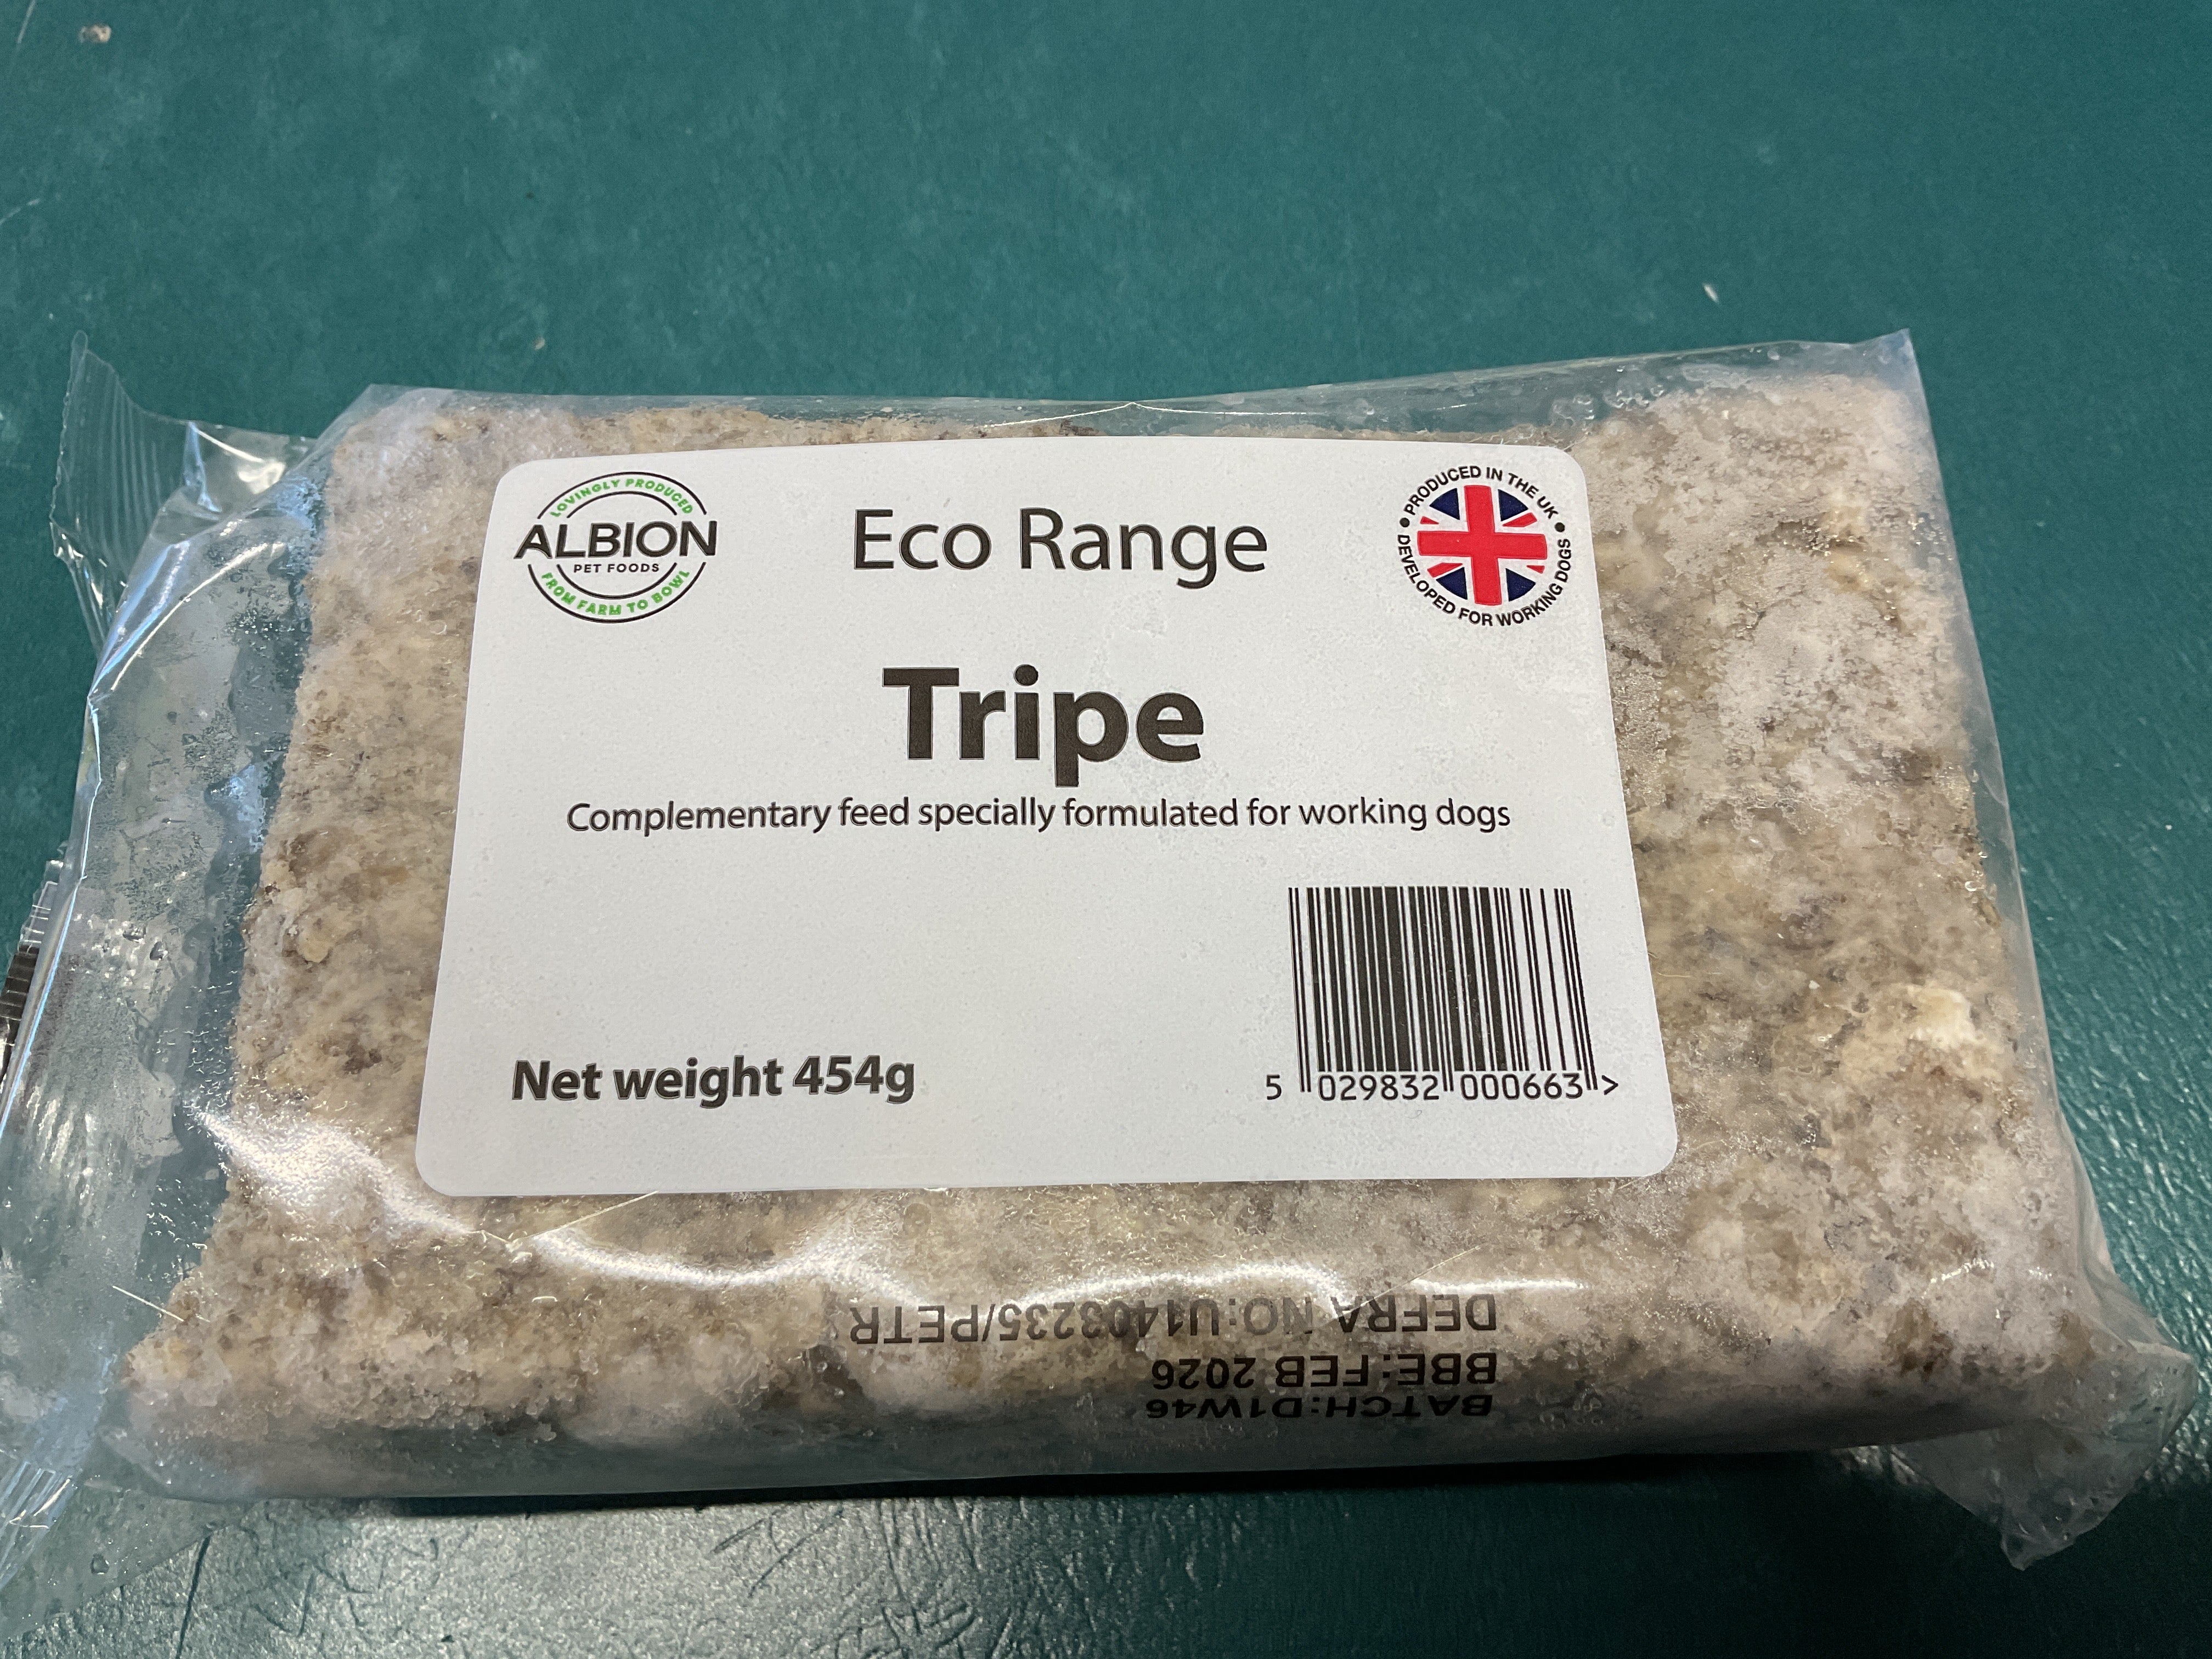 LOVINGLY PRODUCED
ALBION
PET FOODS
FROM FARM TO BOWL
Eco Range
• PRODUCED IN THE UK •
DEVELOPED FOR WORKING DOGS
Tripe
Complementary feed specially formulated for working dogs
Net weight 454g
5 029832 000663 >
BATCH:D1W46
BBE:FEB 2026
DEFRA NO:U1403235/PETR